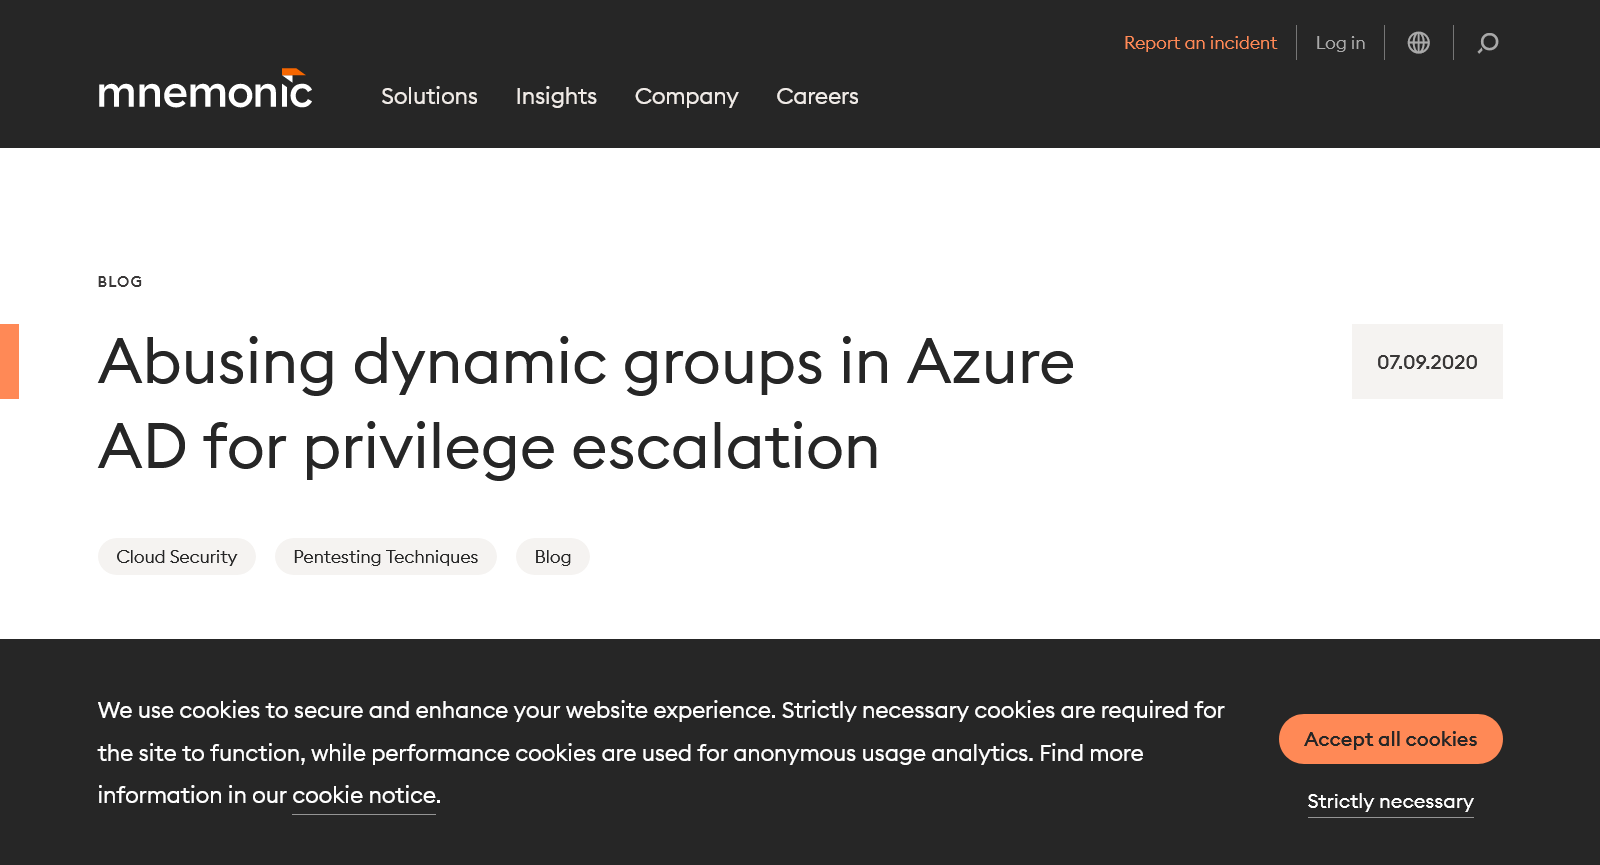 Report an incident
Log in
mnemonic
Solutions
Insights
Company
Careers
BLOG
Abusing dynamic groups in Azure
AD for privilege escalation
07.09.2020
Cloud Security
Pentesting Techniques
Blog
We use cookies to secure and enhance your website experience. Strictly necessary cookies are required for
the site to function, while performance cookies are used for anonymous usage analytics. Find more
information in our cookie notice.
Accept all cookies
Strictly necessary